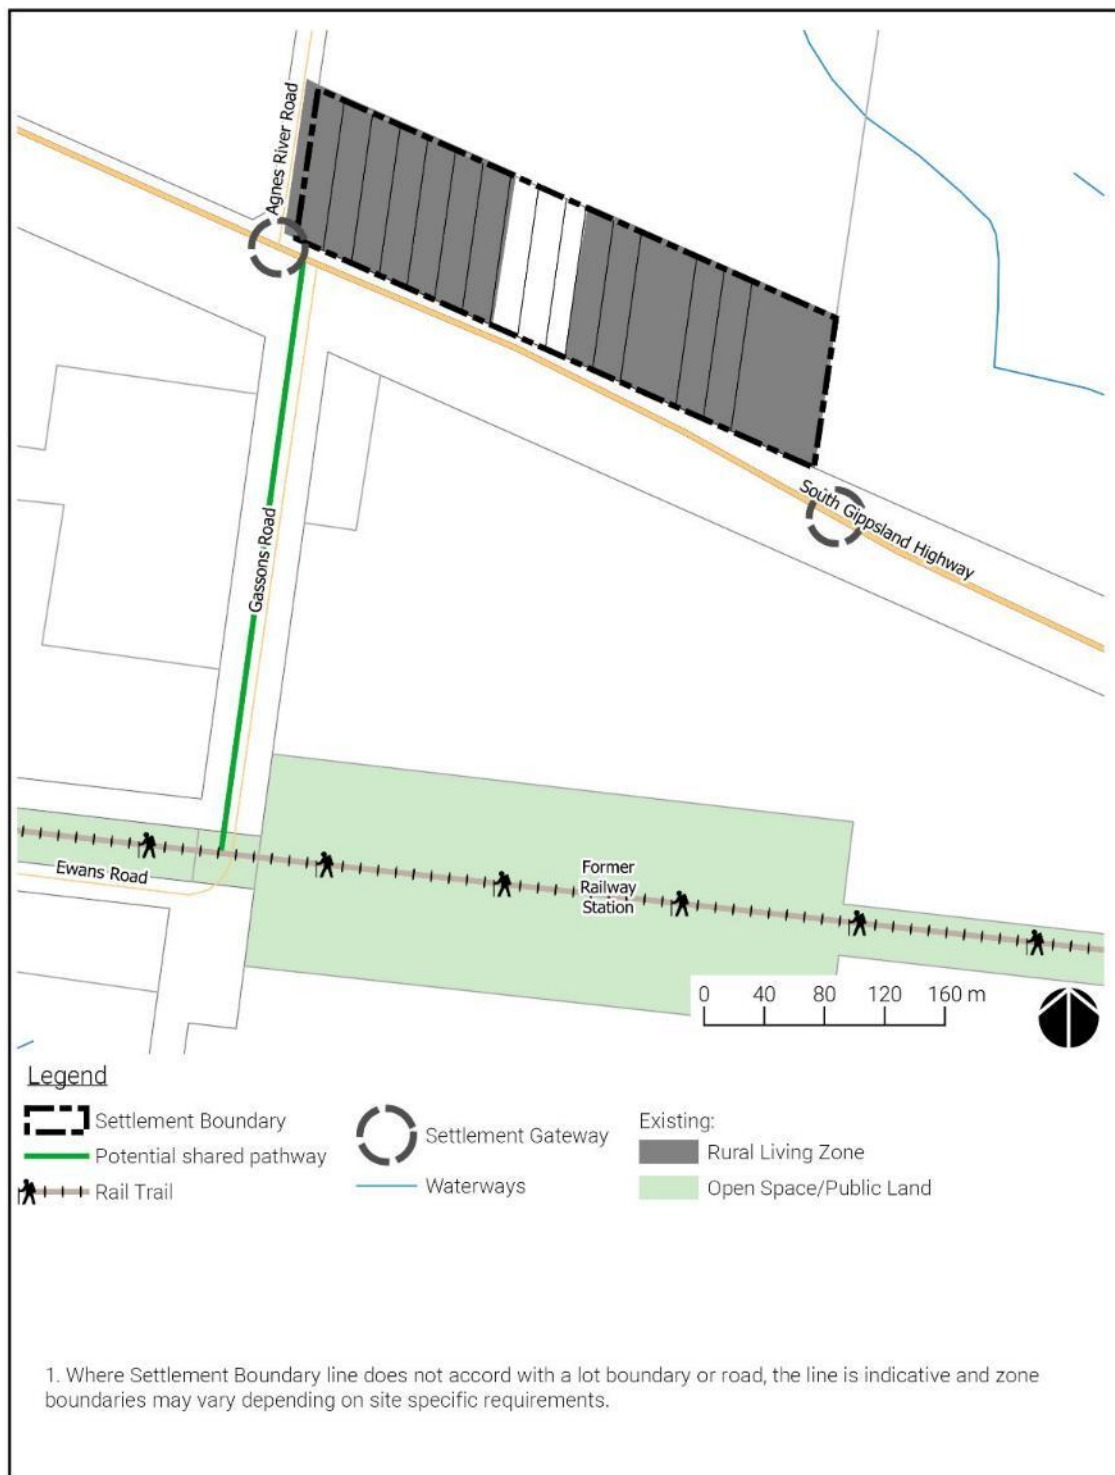 Agnes River Road
South Gippsland Highway
Gassons Road
Ewans Road
Former
Railway
Station
0 40 80 120 160 m
Legend
Settlement Boundary
Potential shared pathway
Rail Trail
Settlement Gateway
Waterways
Existing:
Rural Living Zone
Open Space/Public Land
1. Where Settlement Boundary line does not accord with a lot boundary or road, the line is indicative and zone
boundaries may vary depending on site specific requirements.